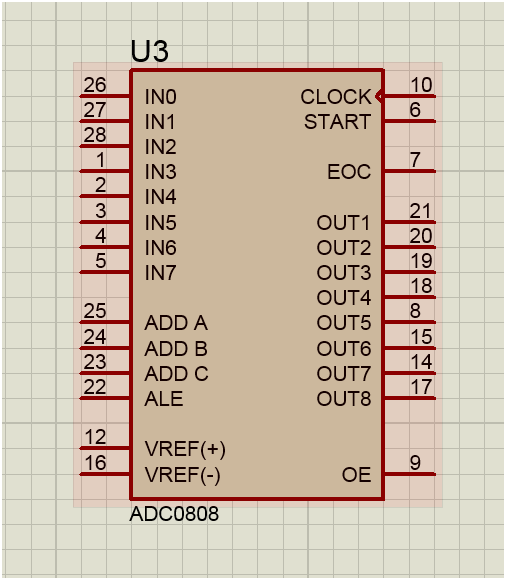 U3
26 IN0 CLOCK 10
27 IN1 START 6
28 IN2
1 IN3 EOC 7
2 IN4
3 IN5 OUT1 21
4 IN6 OUT2 20
5 IN7 OUT3 19
OUT4 18
25 ADD A OUT5 8
24 ADD B OUT6 15
23 ADD C OUT7 14
22 ALE OUT8 17
12 VREF(+)
16 VREF(-) OE 9
ADC0808